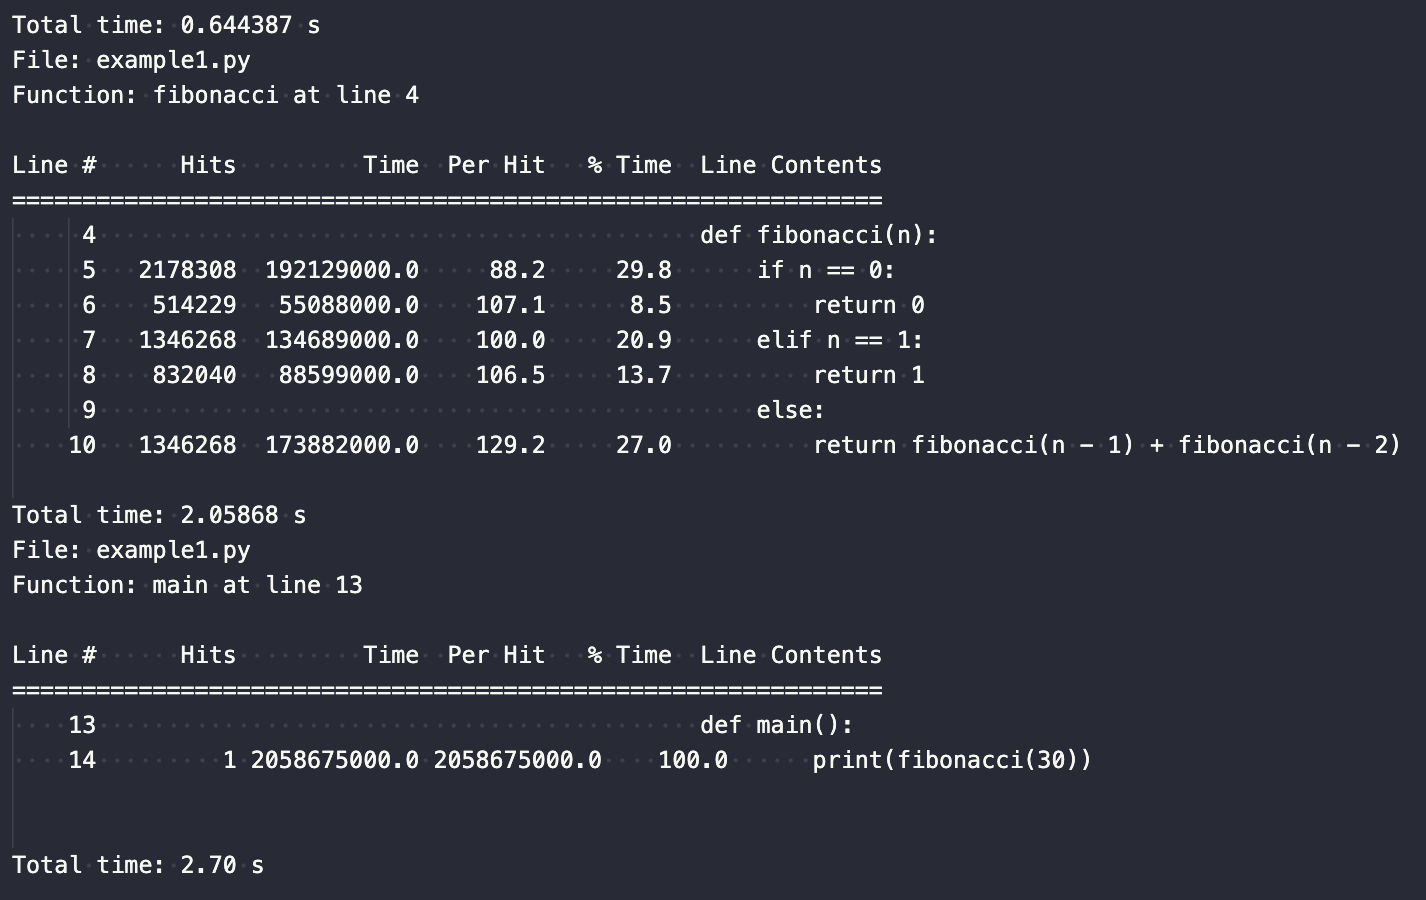 Total time: 0.644387 s
File: example1.py
Function: fibonacci at line 4

Line #      Hits         Time  Per Hit   % Time  Line Contents
==============================================================
     4                                           def fibonacci(n):
     5   2178308  192129000.0     88.2     29.8      if n == 0:
     6    514229   55088000.0    107.1      8.5          return 0
     7   1346268  134689000.0    100.0     20.9      elif n == 1:
     8    832040   88599000.0    106.5     13.7          return 1
     9                                               else:
    10   1346268  173882000.0    129.2     27.0          return fibonacci(n - 1) + fibonacci(n - 2)

Total time: 2.05868 s
File: example1.py
Function: main at line 13

Line #      Hits         Time  Per Hit   % Time  Line Contents
==============================================================
    13                                           def main():
    14         1 2058675000.0 2058675000.0    100.0      print(fibonacci(30))


Total time: 2.70 s